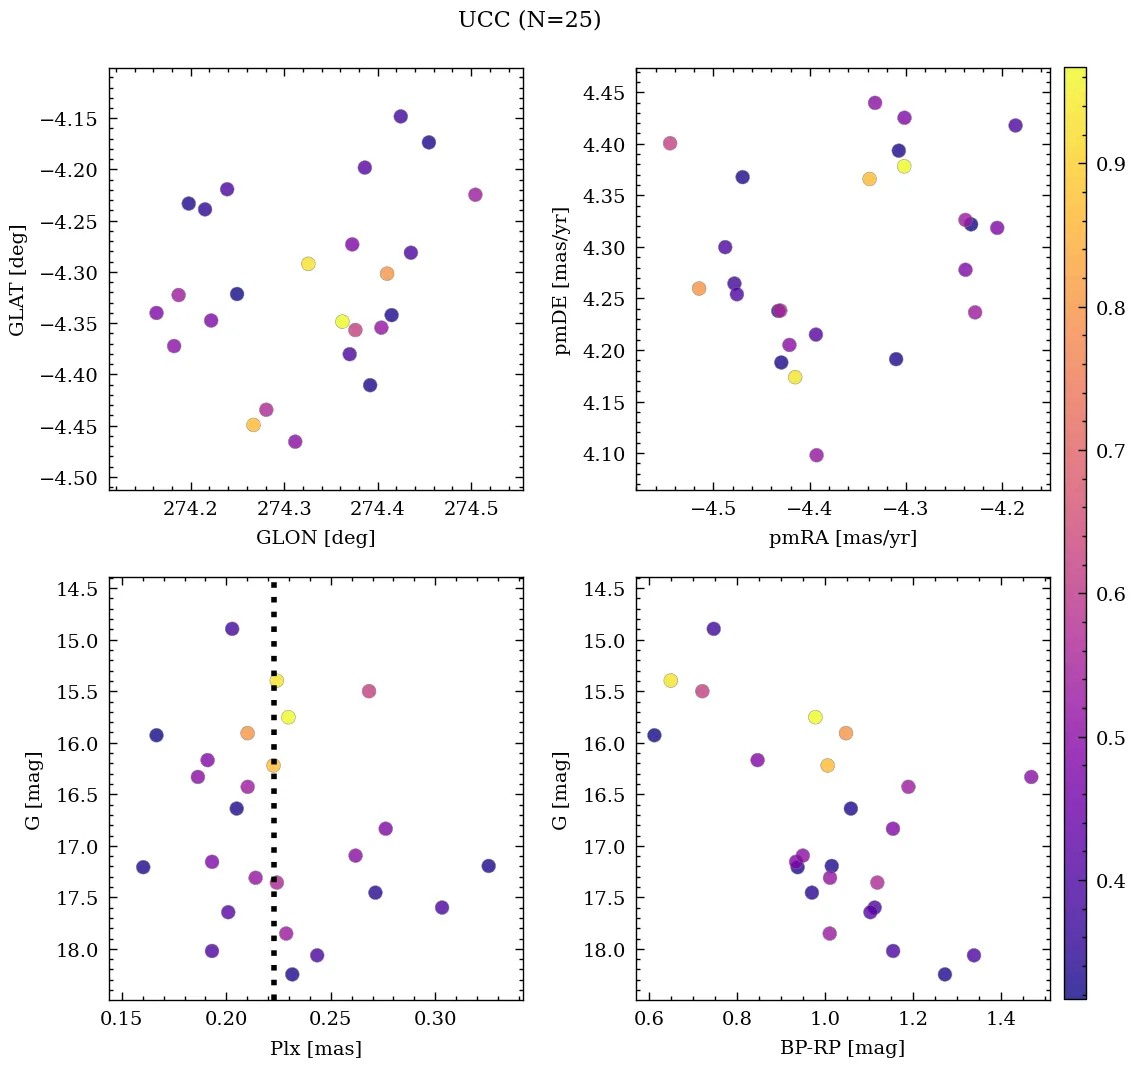 UCC (N=25)
−4.15
−4.20
−4.25
−4.30
−4.35
−4.40
−4.45
−4.50
GLAT [deg]
274.2 274.3 274.4 274.5
GLON [deg]
4.45
4.40
4.35
4.30
4.25
4.20
4.15
4.10
pmDE [mas/yr]
−4.5 −4.4 −4.3 −4.2
pmRA [mas/yr]
14.5
15.0
15.5
16.0
16.5
17.0
17.5
18.0
G [mag]
0.15 0.20 0.25 0.30
Plx [mas]
14.5
15.0
15.5
16.0
16.5
17.0
17.5
18.0
G [mag]
0.6 0.8 1.0 1.2 1.4
BP-RP [mag]
0.9
0.8
0.7
0.6
0.5
0.4